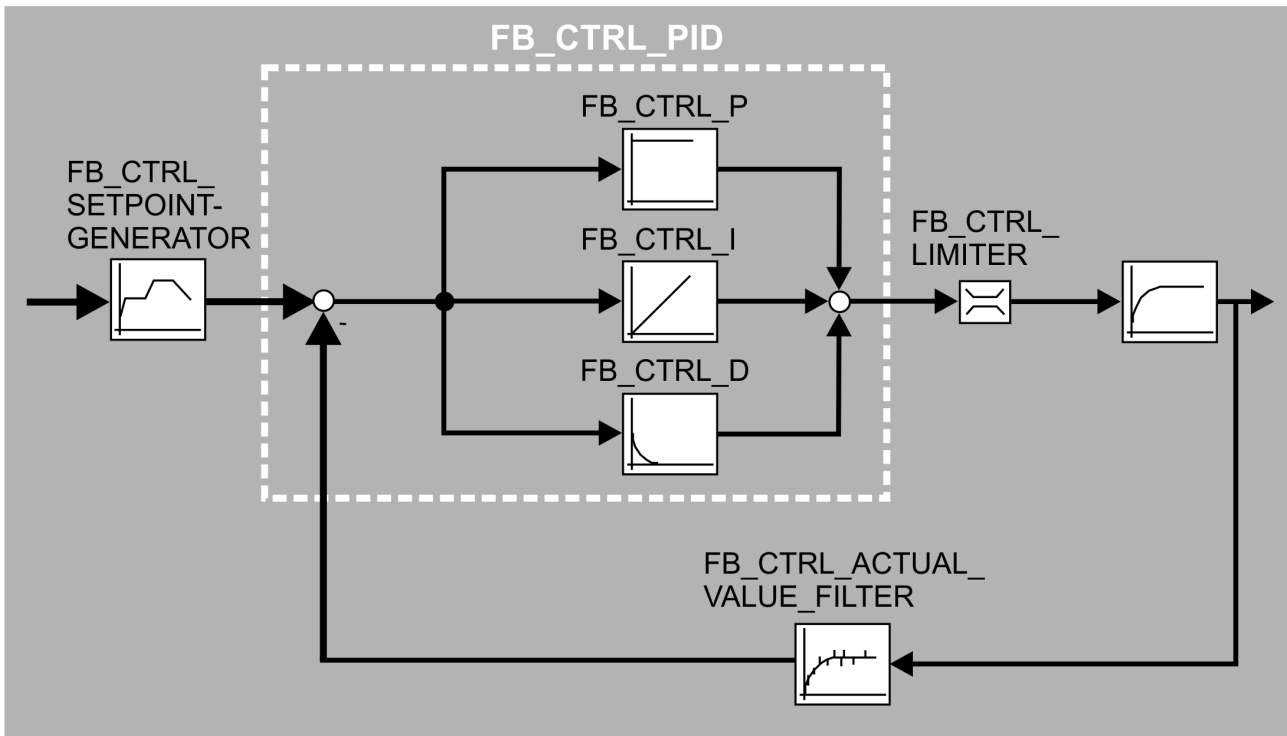 FB_CTRL_PID
FB_CTRL_P
FB_CTRL_
SETPOINT-
GENERATOR
FB_CTRL_I
FB_CTRL_
LIMITER
-
FB_CTRL_D
FB_CTRL_ACTUAL_
VALUE_FILTER